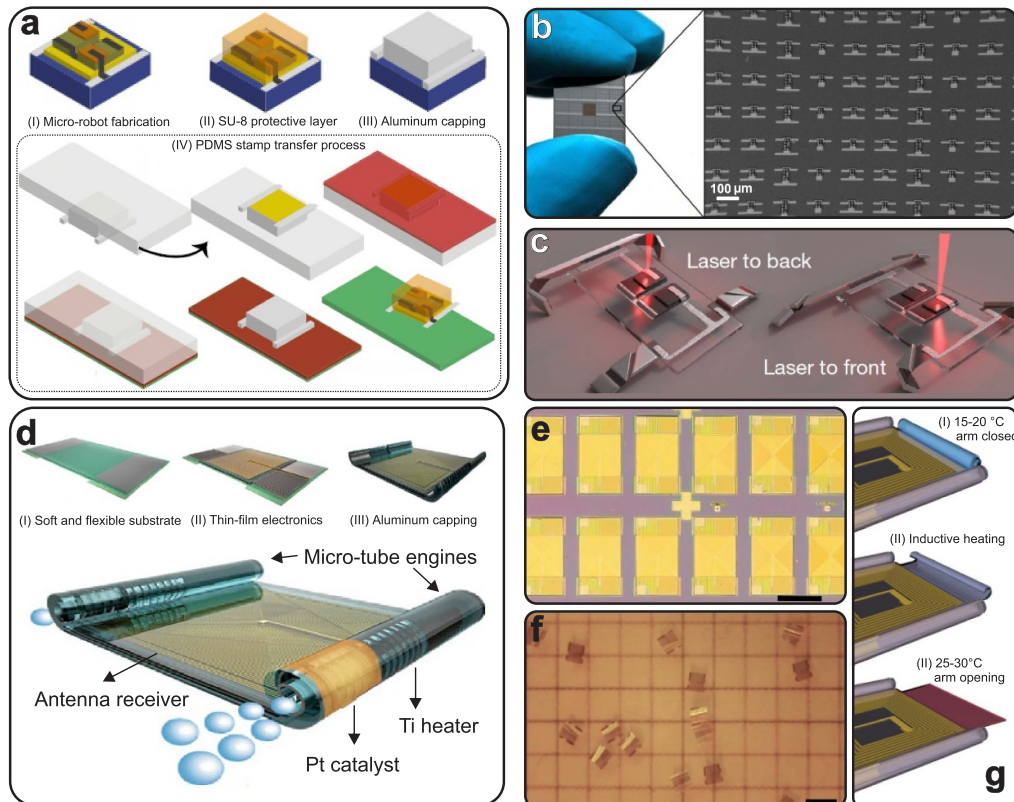 a
(I) Micro-robot fabrication
(II) SU-8 protective layer
(III) Aluminum capping
(IV) PDMS stamp transfer process
b
100 µm
c
Laser to back
Laser to front
d
(I) Soft and flexible substrate
(II) Thin-film electronics
(III) Aluminum capping
Micro-tube engines
Antenna receiver
Ti heater
Pt catalyst
e
f
(I) 15-20 °C
arm closed
(II) Inductive heating
(II) 25-30°C
arm opening
g